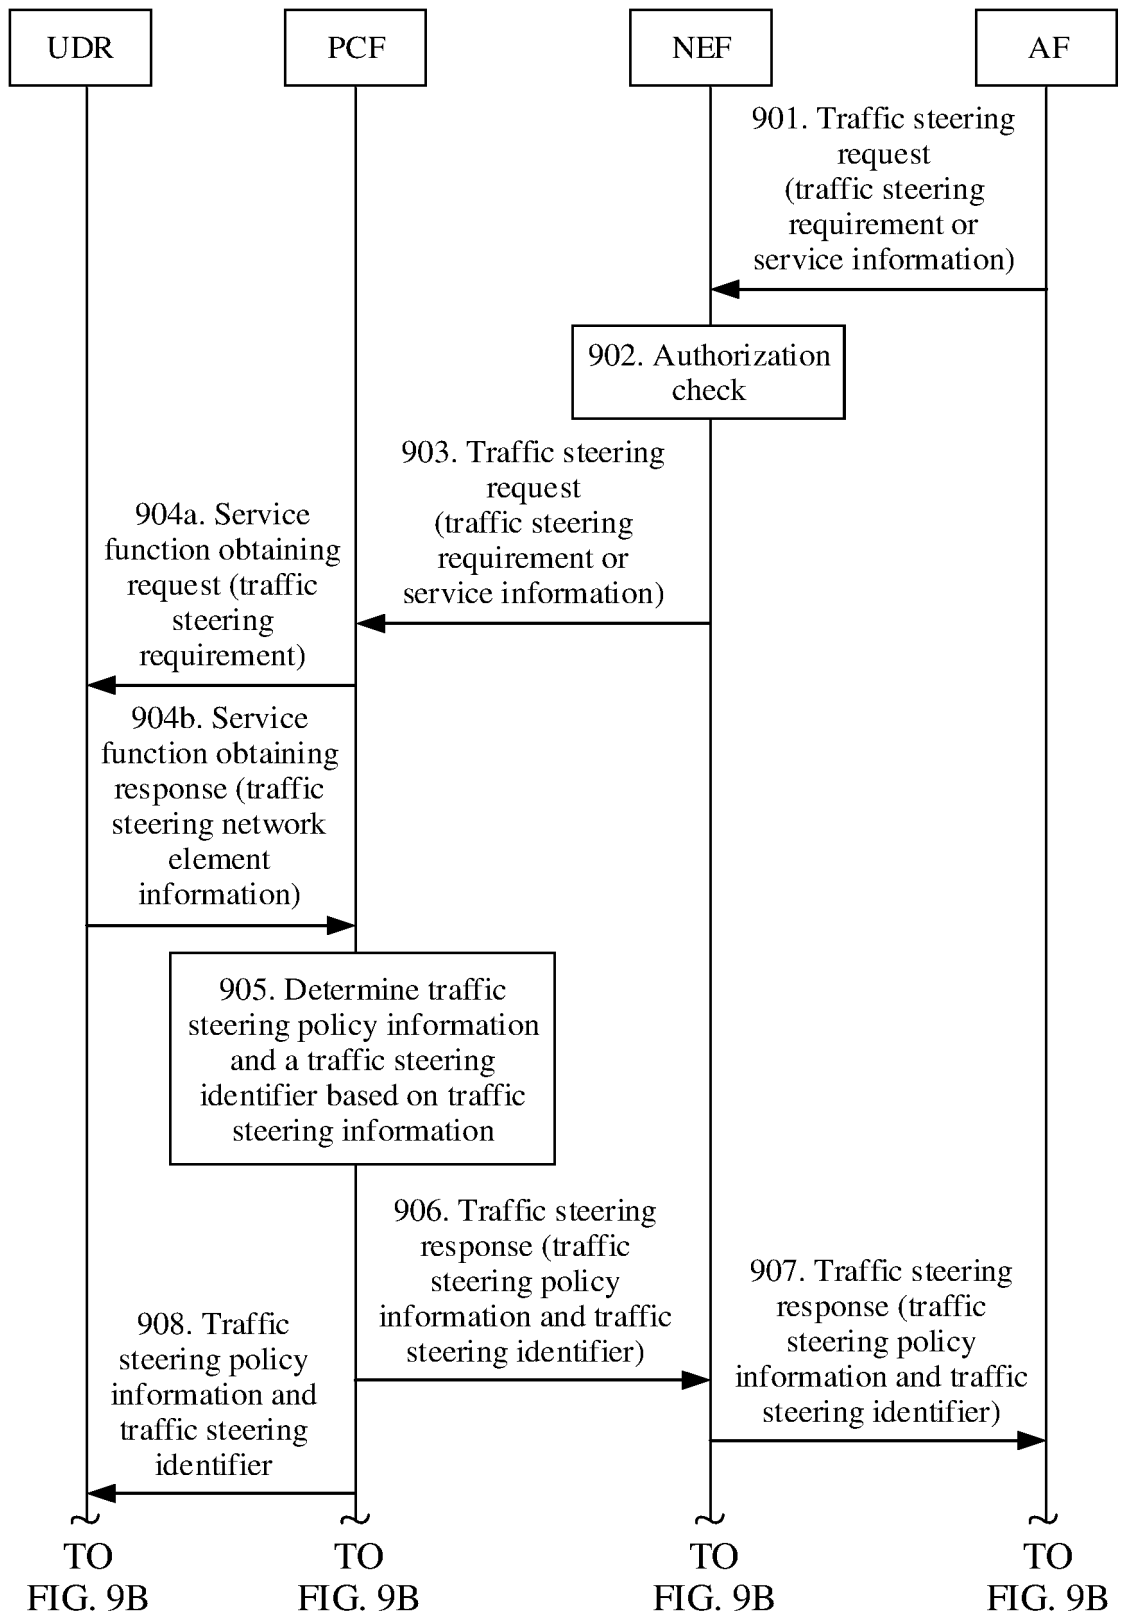 UDR
PCF
NEF
AF
901. Traffic steering
request
(traffic steering
requirement or
service information)
902. Authorization
check
903. Traffic steering
request
(traffic steering
requirement or
service information)
904a. Service
function obtaining
request (traffic
steering
requirement)
904b. Service
function obtaining
response (traffic
steering network
element
information)
905. Determine traffic
steering policy information
and a traffic steering
identifier based on traffic
steering information
906. Traffic steering
response (traffic
steering policy
information and traffic
steering identifier)
907. Traffic steering
response (traffic
steering policy
information and traffic
steering identifier)
908. Traffic
steering policy
information and
traffic steering
identifier
TO
FIG. 9B
TO
FIG. 9B
TO
FIG. 9B
TO
FIG. 9B